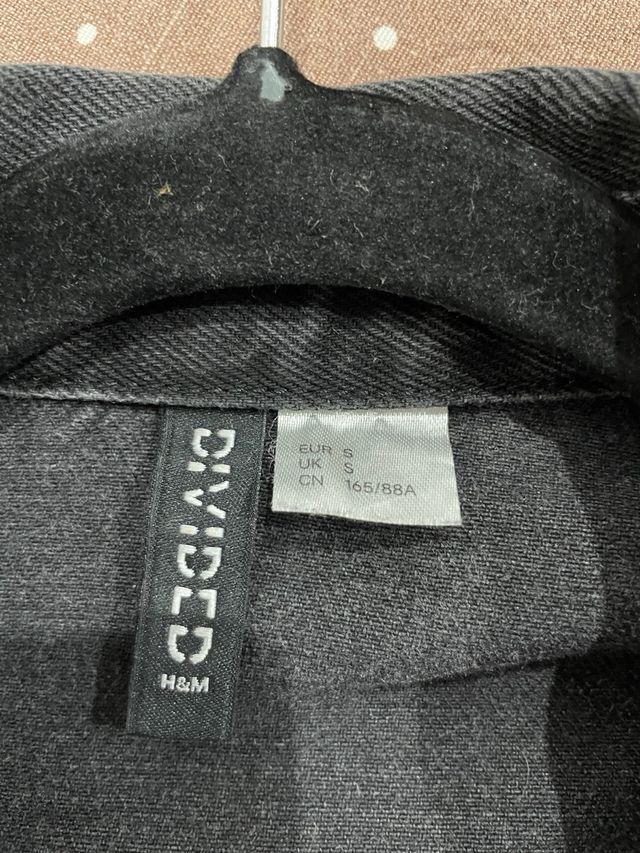 DIVIDED
H&M
EUR S
UK S
CN 165/88A